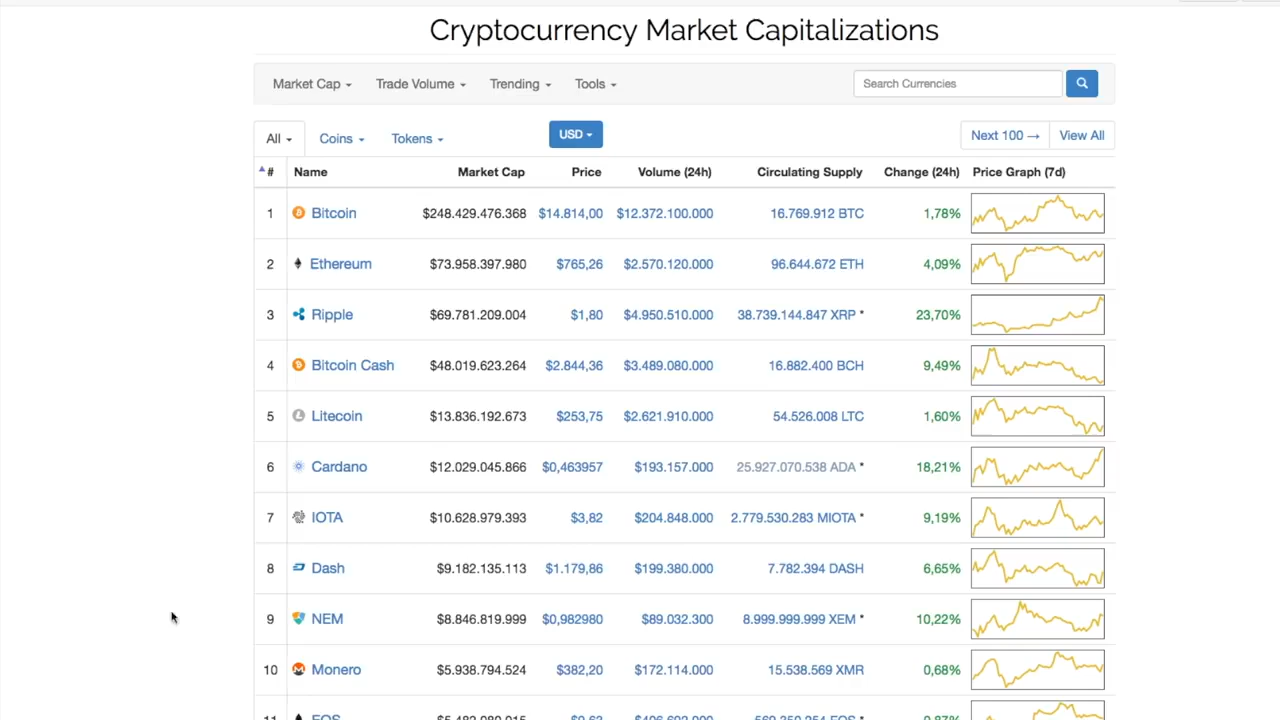 Cryptocurrency Market Capitalizations
Market Cap Trade Volume Trending Tools Search Currencies
All Coins Tokens USD Next 100 → View All
# Name Market Cap Price Volume (24h) Circulating Supply Change (24h) Price Graph (7d)
1 Bitcoin $248.429.476.368 $14.814,00 $12.372.100.000 16.769.912 BTC 1,78%
2 Ethereum $73.958.397.980 $765,26 $2.570.120.000 96.644.672 ETH 4,09%
3 Ripple $69.781.209.004 $1,80 $4.950.510.000 38.739.144.847 XRP * 23,70%
4 Bitcoin Cash $48.019.623.264 $2.844,36 $3.489.080.000 16.882.400 BCH 9,49%
5 Litecoin $13.836.192.673 $253,75 $2.621.910.000 54.526.008 LTC 1,60%
6 Cardano $12.029.045.866 $0,463957 $193.157.000 25.927.070.538 ADA * 18,21%
7 IOTA $10.628.979.393 $3,82 $204.848.000 2.779.530.283 MIOTA * 9,19%
8 Dash $9.182.135.113 $1.179,86 $199.380.000 7.782.394 DASH 6,65%
9 NEM $8.846.819.999 $0,982980 $89.032.300 8.999.999.999 XEM * 10,22%
10 Monero $5.938.794.524 $382,20 $172.114.000 15.538.569 XMR 0,68%
11 EOS